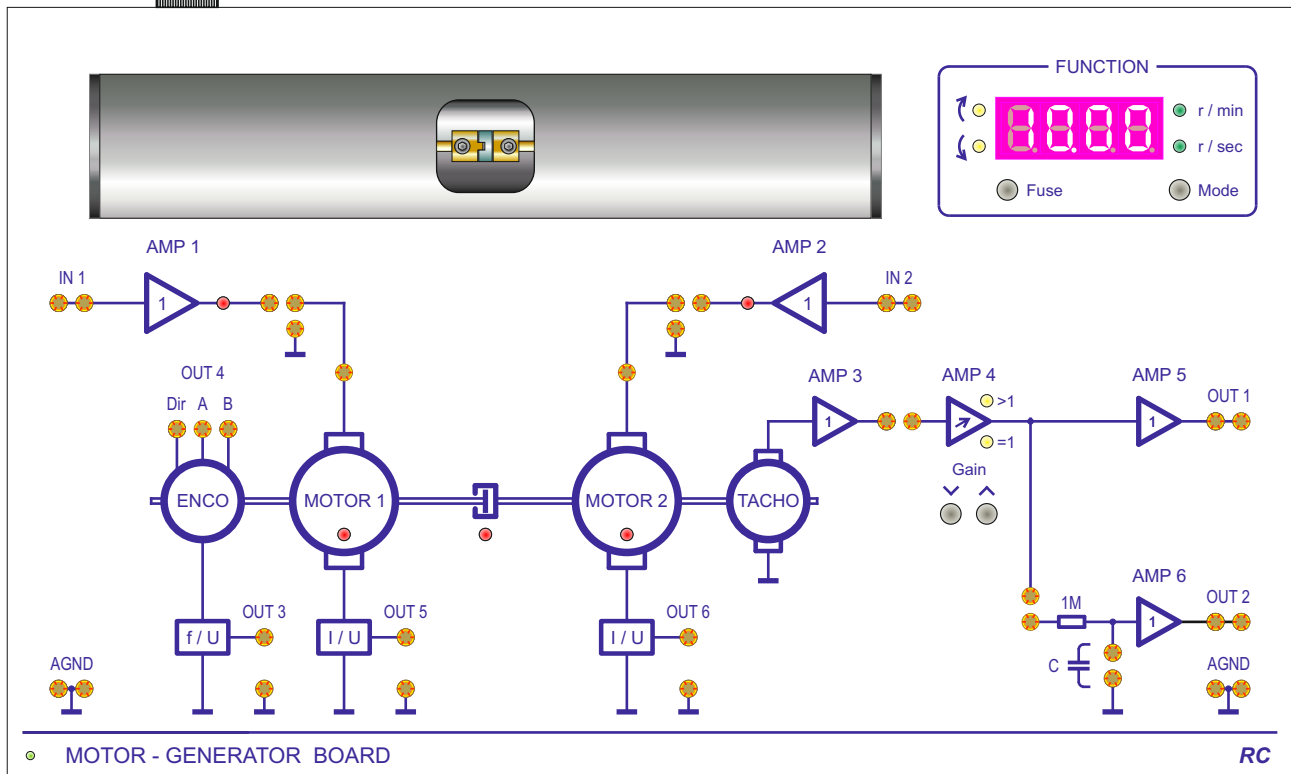 FUNCTION
r / min
r / sec
Fuse
Mode
AMP 1
AMP 2
IN 1
IN 2
1
1
OUT 4
Dir A B
AMP 3
AMP 4
AMP 5
>1
OUT 1
1
1
=1
Gain
ENCO
MOTOR 1
MOTOR 2
TACHO
AMP 6
OUT 3
OUT 5
OUT 6
1M
OUT 2
f / U
I / U
I / U
1
AGND
C
AGND
MOTOR - GENERATOR BOARD
RC